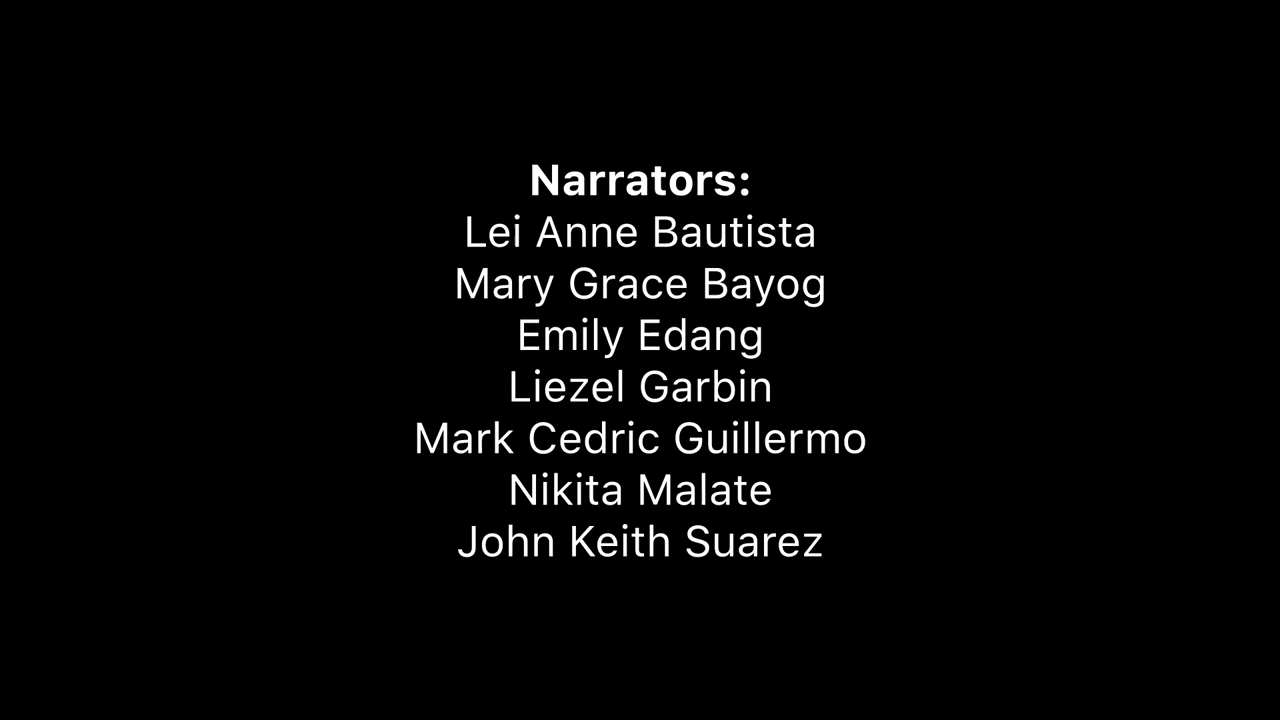 Narrators:
Lei Anne Bautista
Mary Grace Bayog
Emily Edang
Liezel Garbin
Mark Cedric Guillermo
Nikita Malate
John Keith Suarez